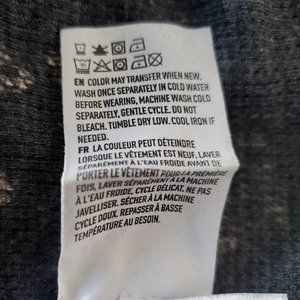 EN COLOR MAY TRANSFER WHEN NEW,
WASH ONCE SEPARATELY IN COLD WATER
BEFORE WEARING, MACHINE WASH COLD
SEPARATELY, GENTLE CYCLE. DO NOT
BLEACH. TUMBLE DRY LOW. COOL IRON IF
NEEDED.
FR LA COULEUR PEUT DÉTEINDRE
LORSQUE LE VÊTEMENT EST NEUF, LAVER
SÉPARÉMENT À L'EAU FROIDE AVANT DE
PORTER LE VÊTEMENT POUR LA PREMIÈRE
FOIS, LAVER SÉPARÉMENT À LA MACHINE
À L'EAU FROIDE, CYCLE DÉLICAT. NE PAS
JAVELLISER. SÉCHER À LA MACHINE
CYCLE DOUX. REPASSER À BASSE
TEMPÉRATURE AU BESOIN.